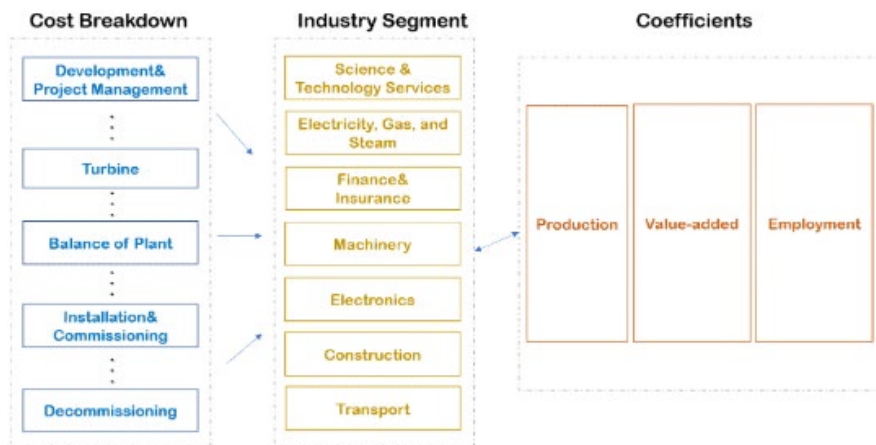 Cost Breakdown
Development&
Project Management
Turbine
Balance of Plant
Installation&
Commissioning
Decommissioning
Industry Segment
Science &
Technology Services
Electricity, Gas, and
Steam
Finance&
Insurance
Machinery
Electronics
Construction
Transport
Coefficients
Production
Value-added
Employment